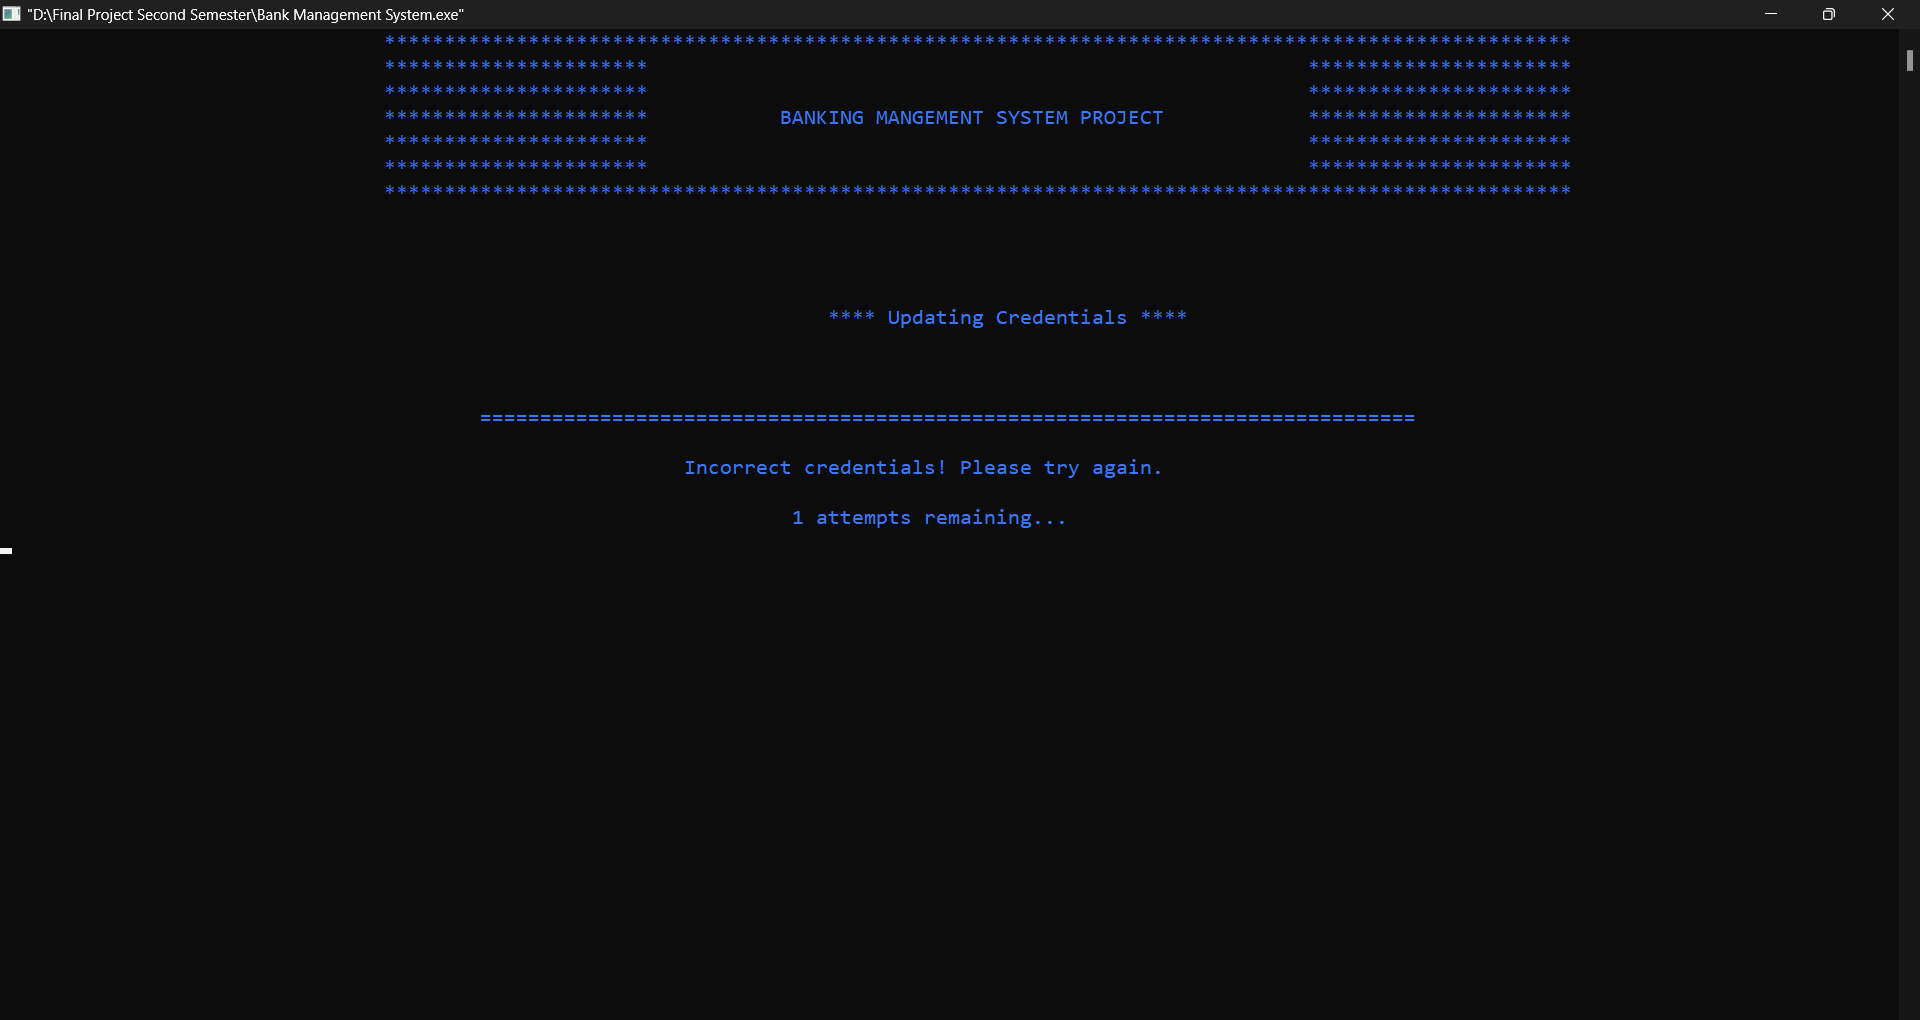 "D:\Final Project Second Semester\Bank Management System.exe"
***************************************************************************************************
********************** **********************
********************** **********************
********************** BANKING MANGEMENT SYSTEM PROJECT **********************
********************** **********************
********************** **********************
***************************************************************************************************
**** Updating Credentials ****
==============================================================================
Incorrect credentials! Please try again.
1 attempts remaining...